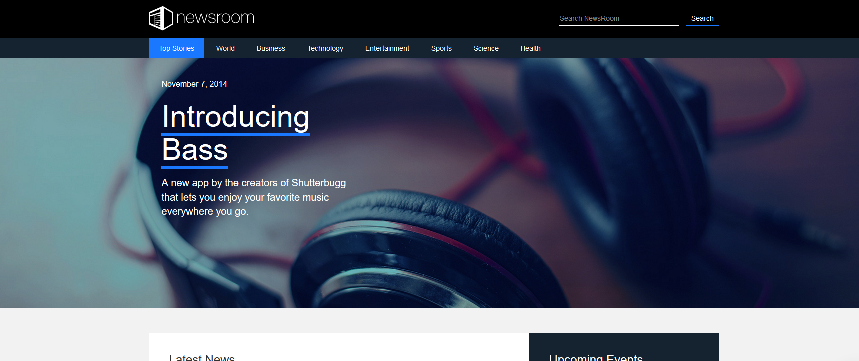 newsroom
Search NewsRoom
Search
Top Stories
World
Business
Technology
Entertainment
Sports
Science
Health
November 7, 2014
Introducing
Bass
A new app by the creators of Shutterbugg
that lets you enjoy your favorite music
everywhere you go.
Latest News
Upcoming Events